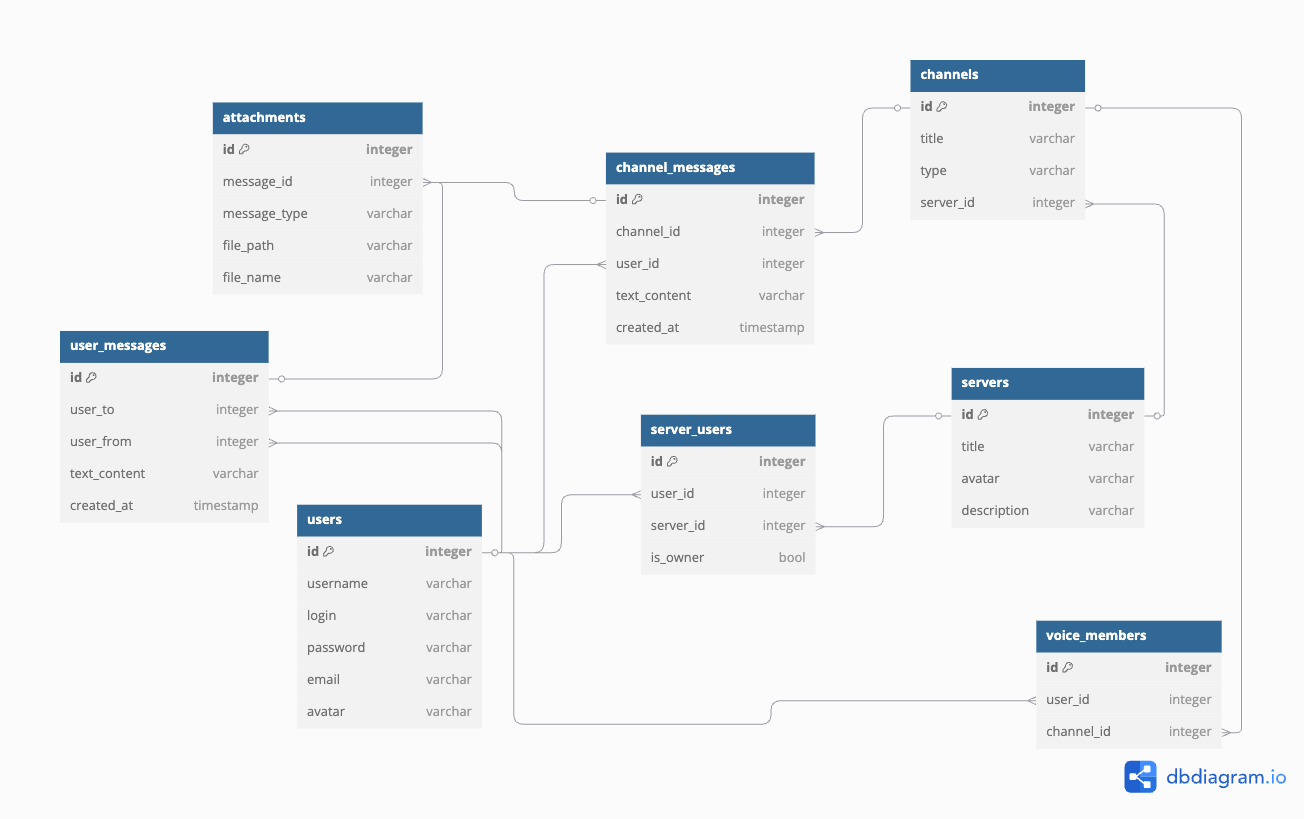 attachments
id integer
message_id integer
message_type varchar
file_path varchar
file_name varchar
user_messages
id integer
user_to integer
user_from integer
text_content varchar
created_at timestamp
users
id integer
username varchar
login varchar
password varchar
email varchar
avatar varchar
channel_messages
id integer
channel_id integer
user_id integer
text_content varchar
created_at timestamp
server_users
id integer
user_id integer
server_id integer
is_owner bool
channels
id integer
title varchar
type varchar
server_id integer
servers
id integer
title varchar
avatar varchar
description varchar
voice_members
id integer
user_id integer
channel_id integer
dbdiagram.io